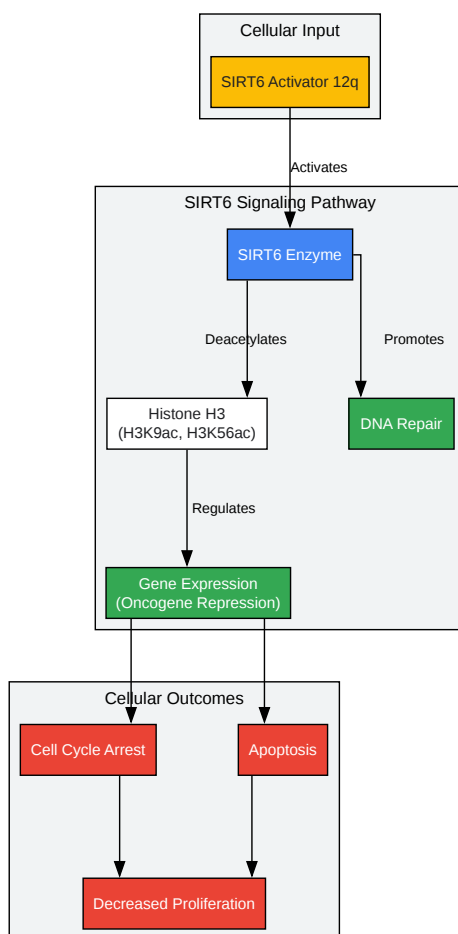 Cellular Input
SIRT6 Activator 12q
Activates
SIRT6 Signaling Pathway
SIRT6 Enzyme
Deacetylates
Promotes
Histone H3
(H3K9ac, H3K56ac)
DNA Repair
Regulates
Gene Expression
(Oncogene Repression)
Cellular Outcomes
Cell Cycle Arrest
Apoptosis
Decreased Proliferation